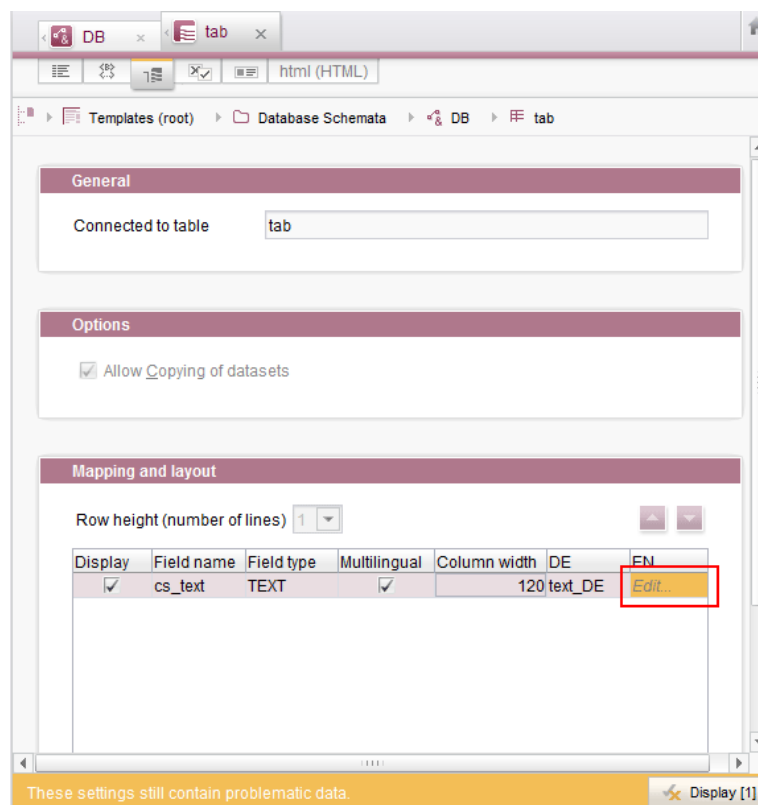 DB
tab
html (HTML)
Templates (root) Database Schemata DB tab
General
Connected to table tab
Options
Allow Copying of datasets
Mapping and layout
Row height (number of lines) 1
Display Field name Field type Multilingual Column width DE EN
cs_text TEXT 120 text_DE Edit...
These settings still contain problematic data. Display [1]